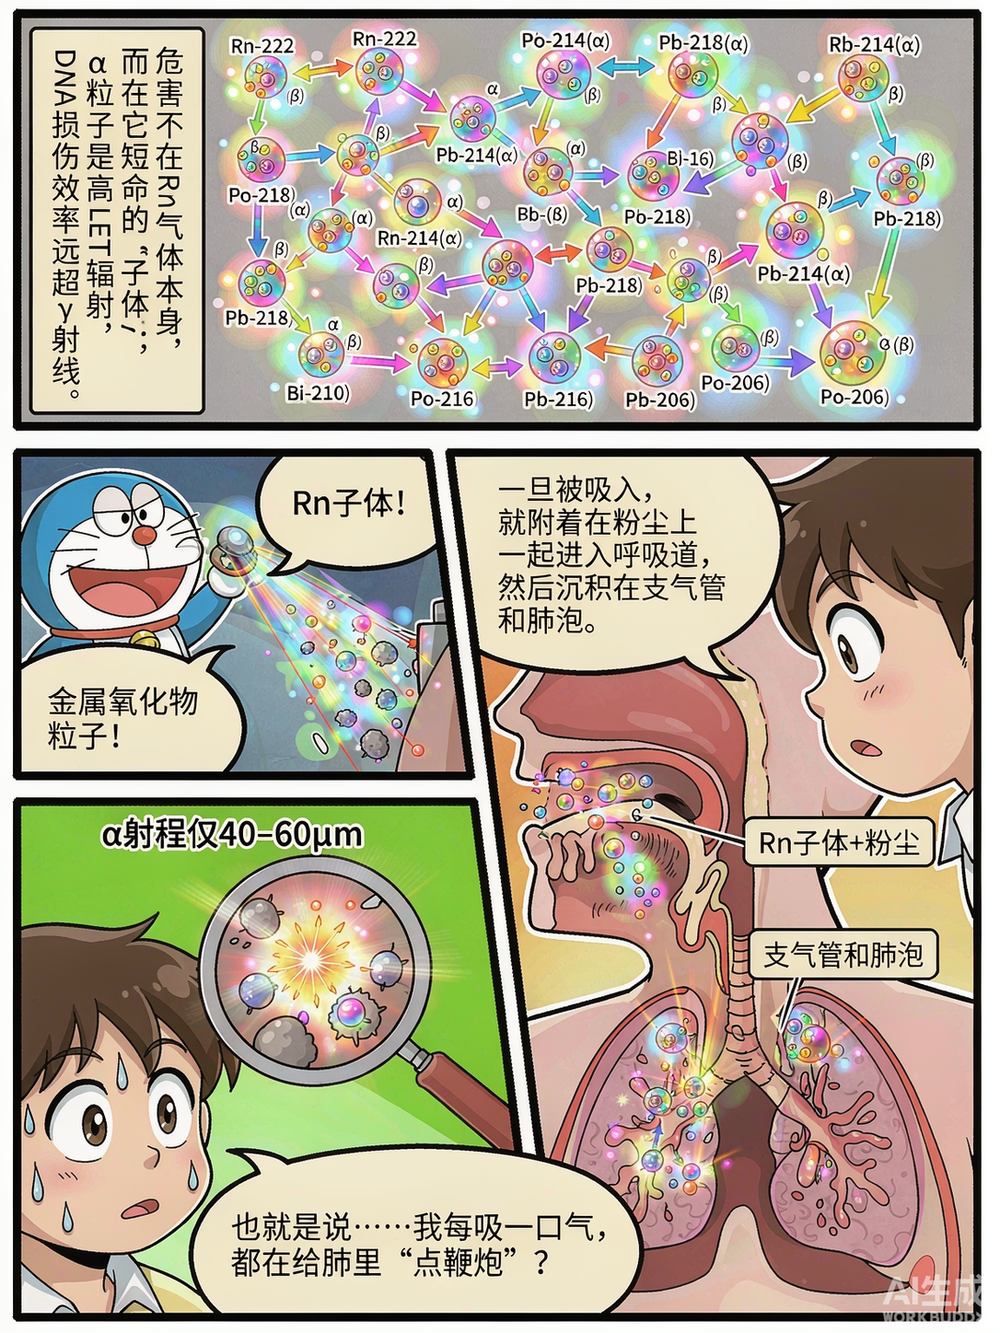 危害不在Rn气体本身，
而在它短命的“子体”；
α粒子是高LET辐射，
DNA损伤效率远超γ射线。
Rn-222
Rn-222
Po-214(α)
Pb-218(α)
Rb-214(α)
(β)
α
(β)
β)
(β)
β
β)
Pb-214(α)
(α)
Bi-16)
(β)
(β)
Po-218)
(α)
(α)
α)
Bb-(β)
Po-218)
β)
Pb-218)
Rn-214(α)
β
β)
β)
Pb-214(α)
Pb-218)
Pb-218)
(β)
α
(β)
(β)
α(β)
Bi-210)
Po-216
Pb-216)
Pb-206)
Po-206)
Po-206)
Rn子体！
金属氧化物
粒子！
一旦被吸入，
就附着在粉尘上
一起进入呼吸道，
然后沉积在支气管
和肺泡。
Rn子体+粉尘
支气管和肺泡
α射程仅40–60μm
也就是说……我每吸一口气，
都在给肺里“点鞭炮”？
AI生成
WORKBUDDY